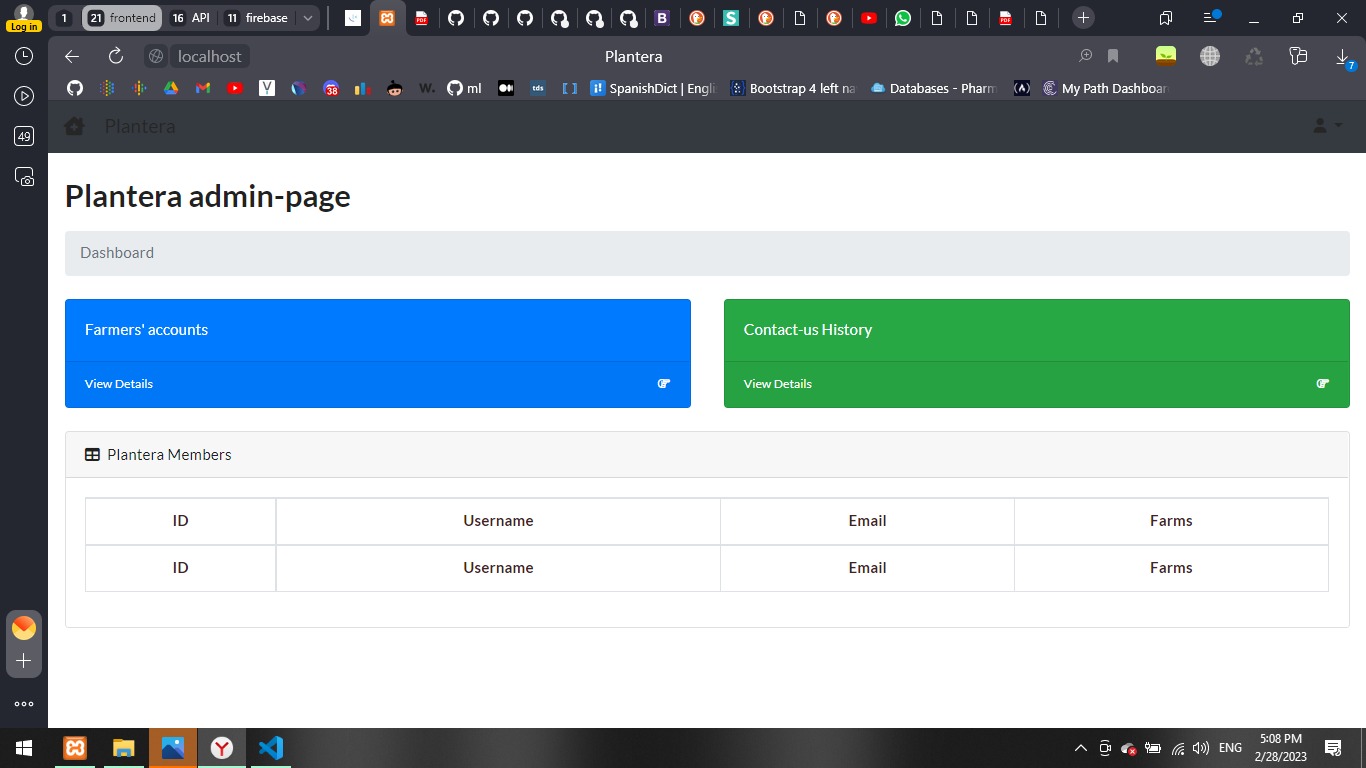 1 21 frontend 16 API 11 firebase
Log in
localhost Plantera
38 W. ml tds [ ] SpanishDict | Engli Bootstrap 4 left na Databases - Pharm My Path Dashboar
7
49
Plantera
Plantera admin-page
Dashboard
Farmers' accounts
View Details
Contact-us History
View Details
Plantera Members
ID Username Email Farms
ID Username Email Farms
ENG 5:08 PM
2/28/2023